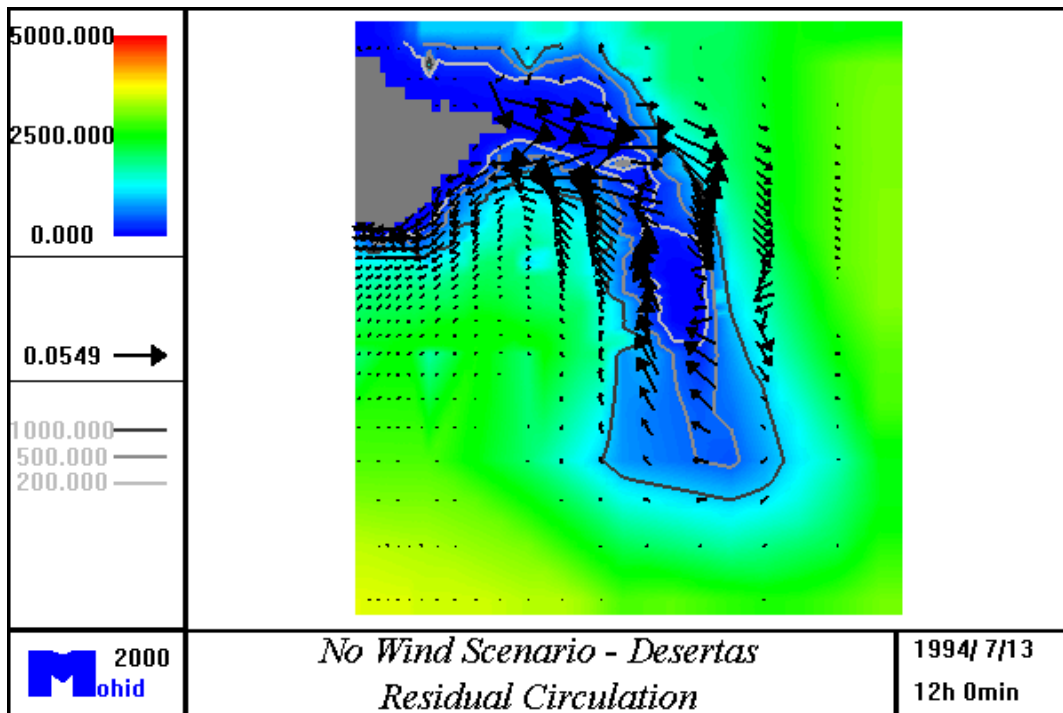 5000.000
2500.000
0.000
0.0549
1000.000
500.000
200.000
2000
Mohid
No Wind Scenario - Desertas
Residual Circulation
1994/ 7/13
12h 0min